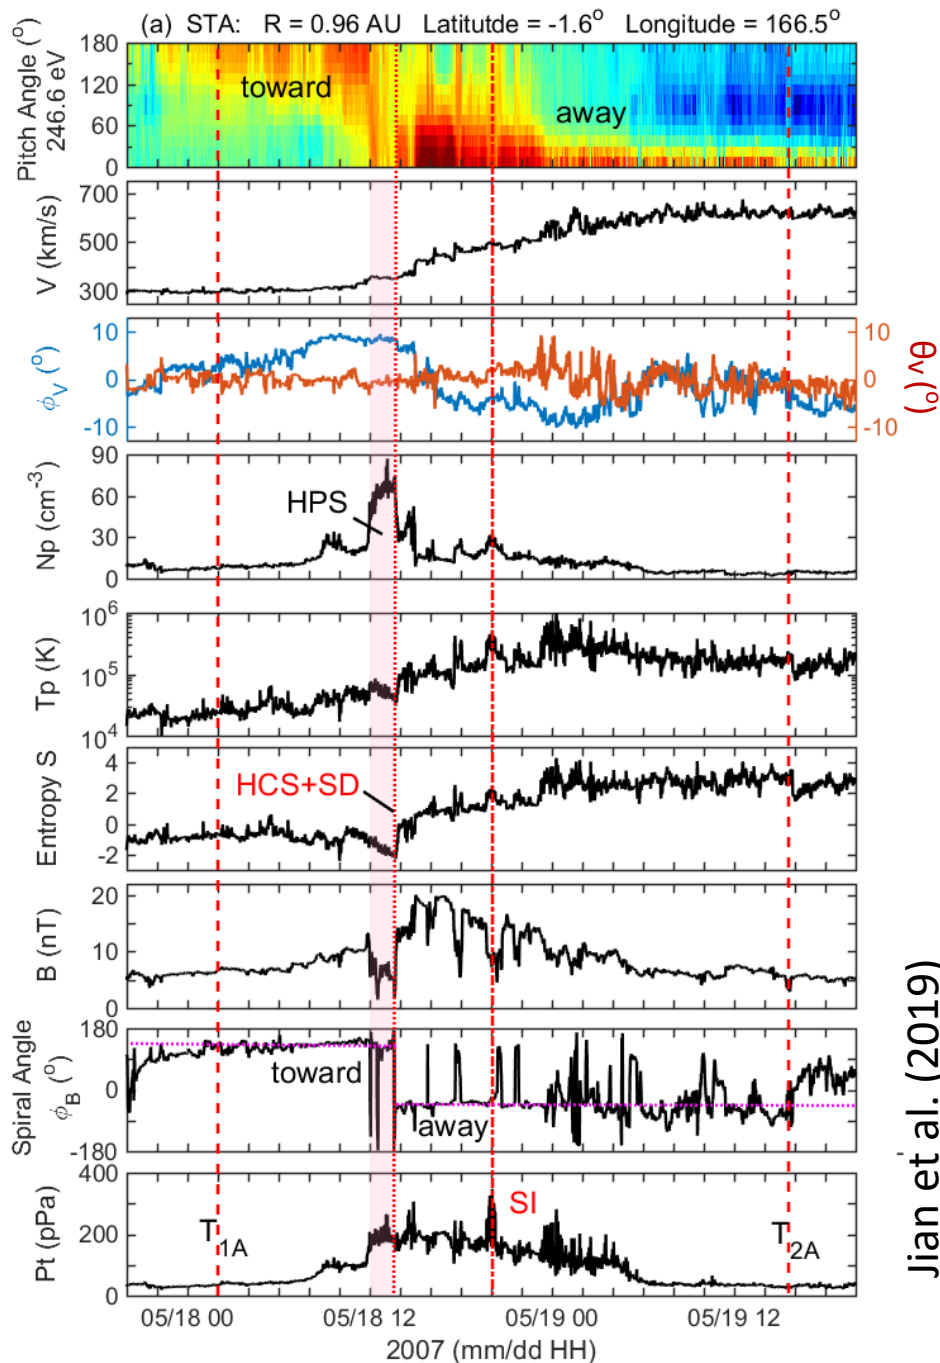 (a) STA: R = 0.96 AU Latitutde = -1.6° Longitude = 166.5°
Pitch Angle (°)
246.6 eV
180
120
60
0
toward
away
V (km/s)
700
500
300
ϕV (°)
10
0
-10
10
0
-10
θV (°)
Np (cm-3)
90
60
30
0
HPS
Tp (K)
10^6
10^5
10^4
Entropy S
4
2
0
-2
HCS+SD
B (nT)
20
10
0
Spiral Angle
ϕB (°)
180
0
-180
toward
away
Pt (pPa)
400
200
0
T1A
SI
T2A
05/18 00 05/18 12 05/19 00 05/19 12
2007 (mm/dd HH)
Jian et al. (2019)